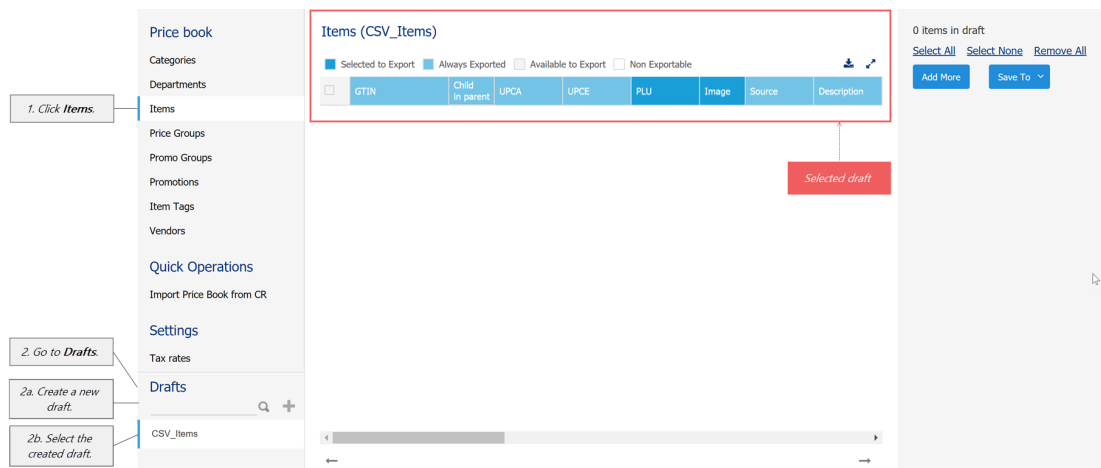 Price book
Categories
Departments
1. Click Items.
Items
Price Groups
Promo Groups
Promotions
Item Tags
Vendors
Quick Operations
Import Price Book from CR
Settings
2. Go to Drafts.
Tax rates
Drafts
2a. Create a new
draft.
CSV_Items
2b. Select the
created draft.
Items (CSV_Items)
Selected to Export Always Exported Available to Export Non Exportable
GTIN Child
in parent UPCA UPCE PLU Image Source Description
Selected draft
0 items in draft
Select All Select None Remove All
Add More Save To